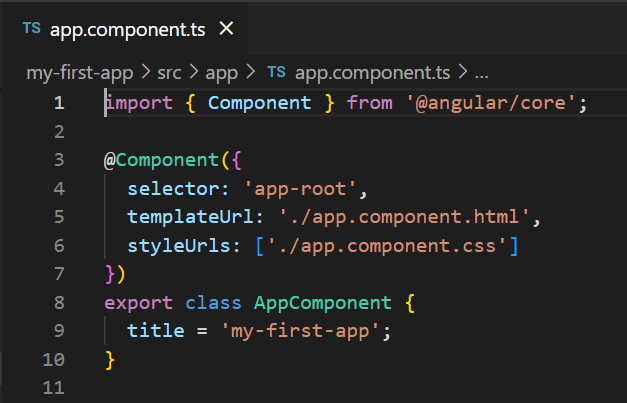 TS app.component.ts ×
my-first-app > src > app > TS app.component.ts > ...
1 import { Component } from '@angular/core';
2
3 @Component({
4   selector: 'app-root',
5   templateUrl: './app.component.html',
6   styleUrls: ['./app.component.css']
7 })
8 export class AppComponent {
9   title = 'my-first-app';
10 }
11